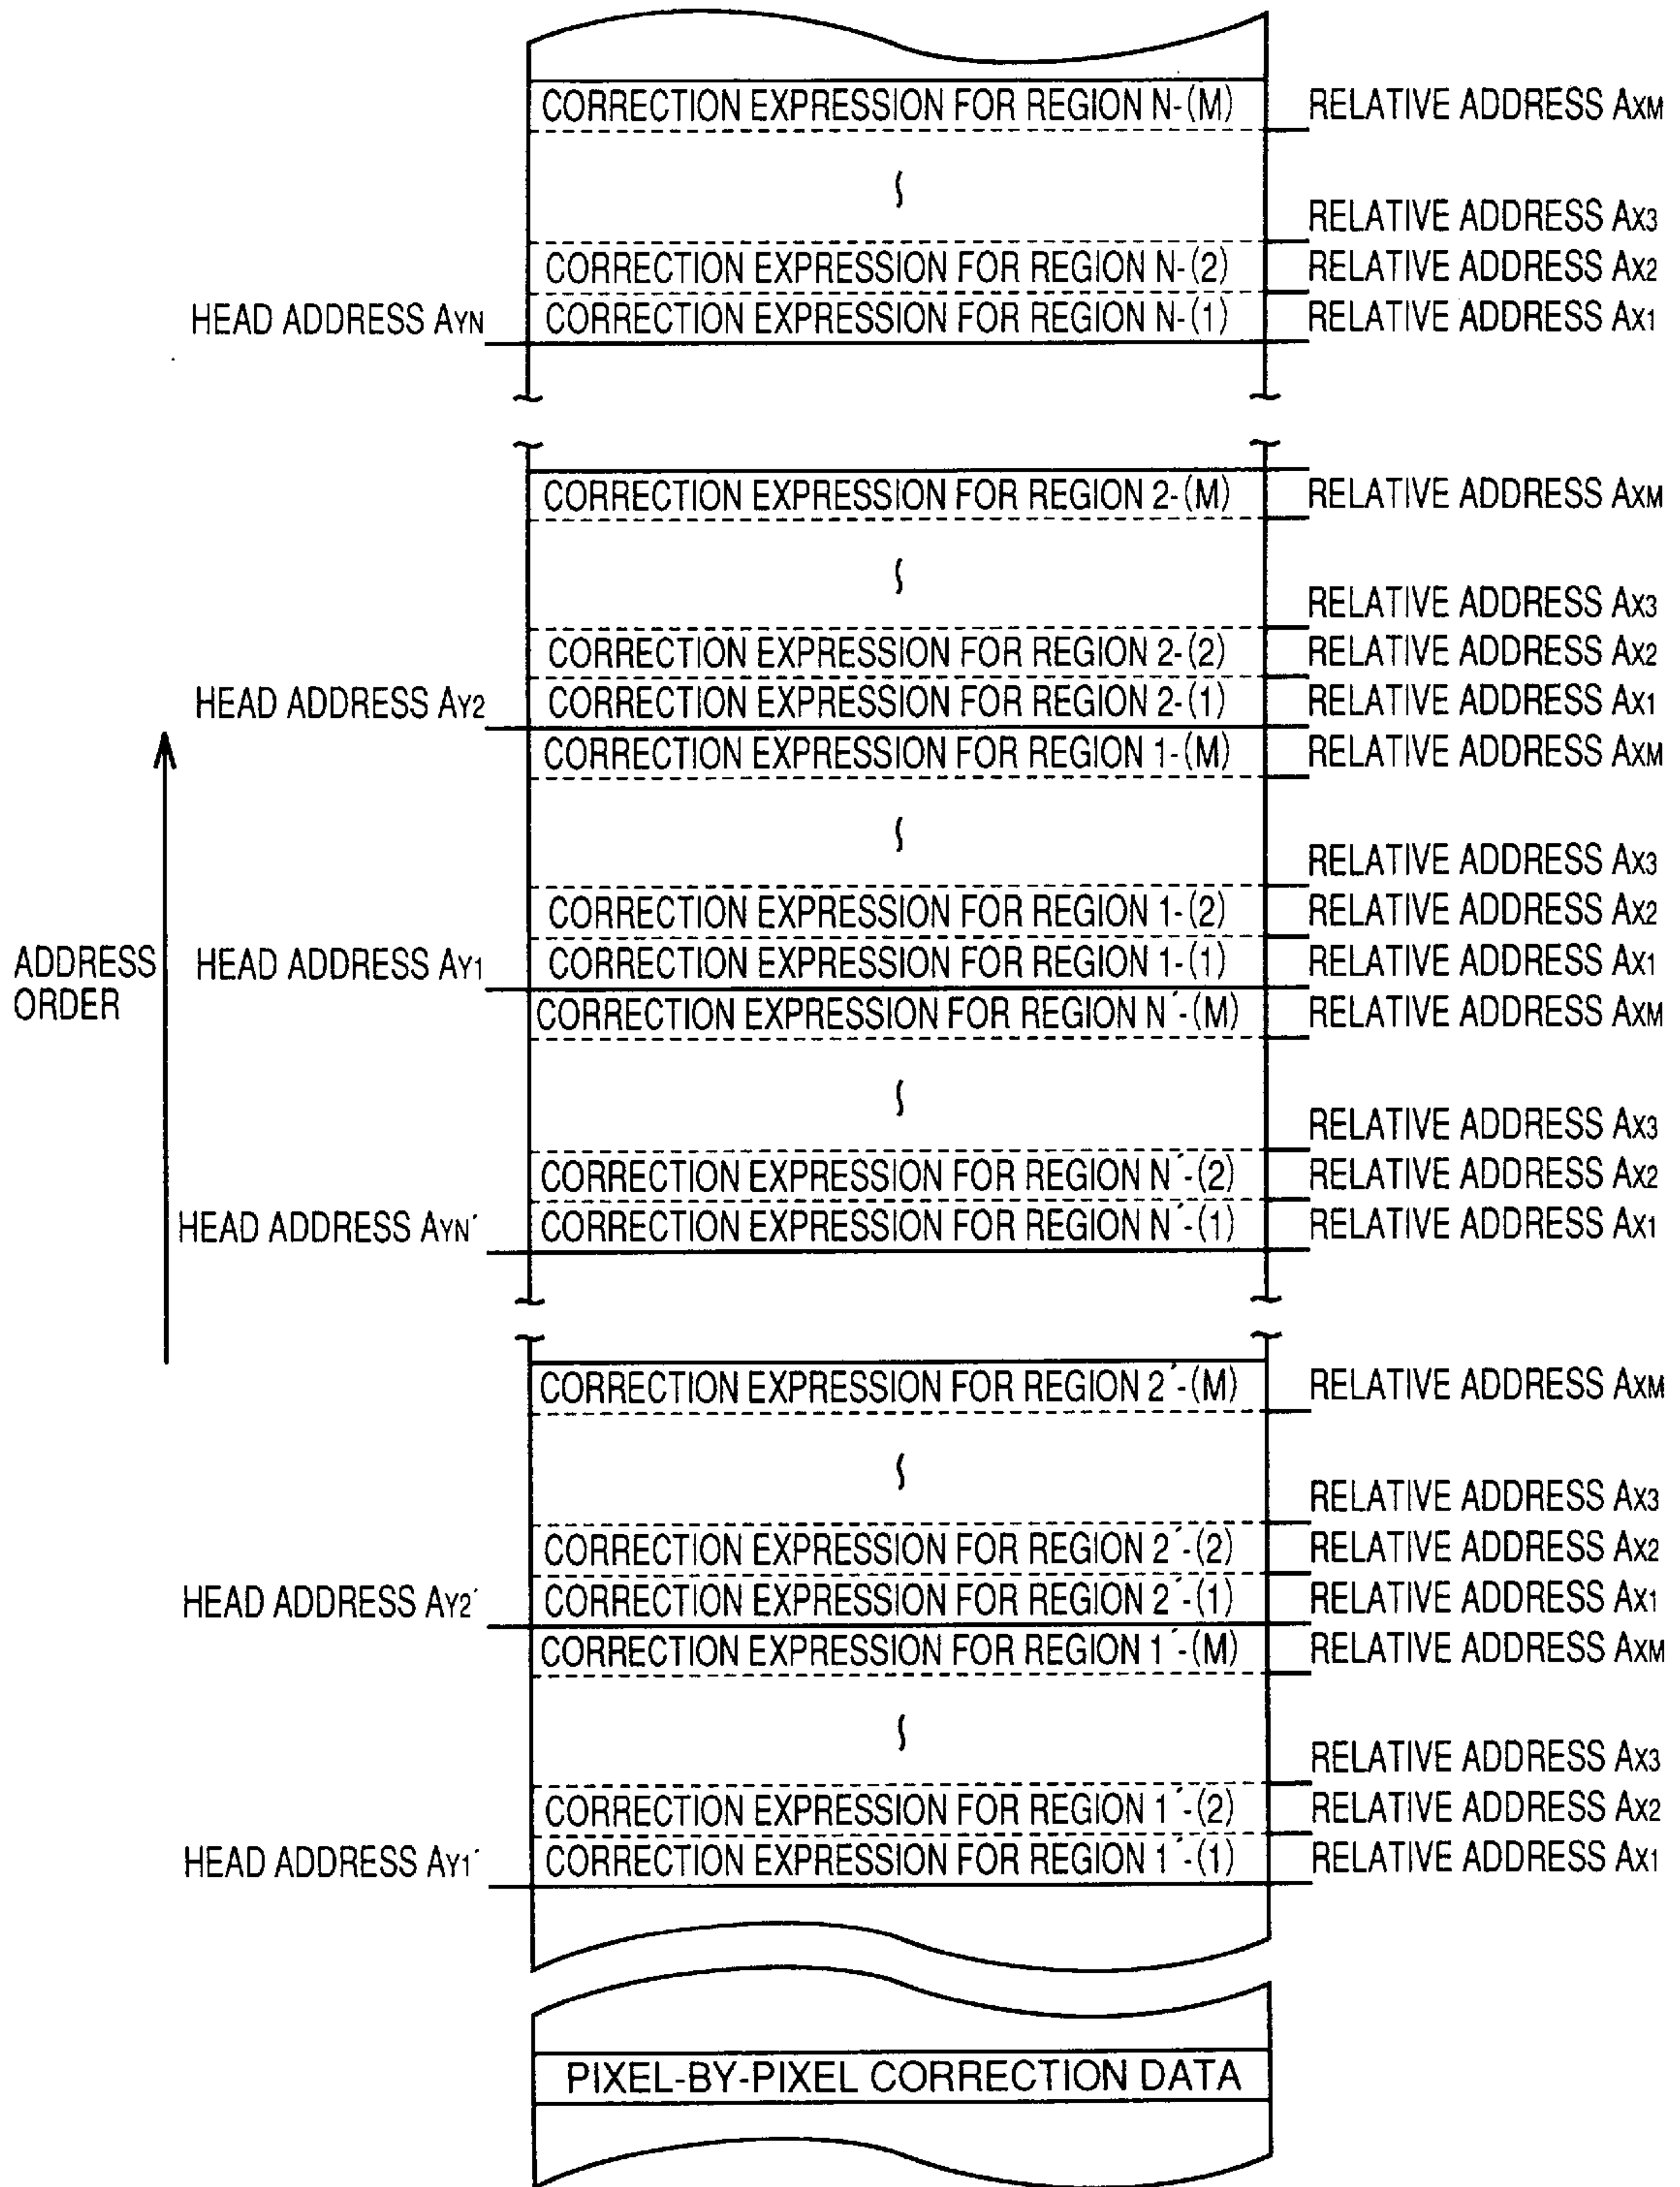 CORRECTION EXPRESSION FOR REGION N-(M) RELATIVE ADDRESS AXM
RELATIVE ADDRESS AX3
CORRECTION EXPRESSION FOR REGION N-(2) RELATIVE ADDRESS AX2
HEAD ADDRESS AYN CORRECTION EXPRESSION FOR REGION N-(1) RELATIVE ADDRESS AX1
CORRECTION EXPRESSION FOR REGION 2-(M) RELATIVE ADDRESS AXM
RELATIVE ADDRESS AX3
CORRECTION EXPRESSION FOR REGION 2-(2) RELATIVE ADDRESS AX2
HEAD ADDRESS AY2 CORRECTION EXPRESSION FOR REGION 2-(1) RELATIVE ADDRESS AX1
CORRECTION EXPRESSION FOR REGION 1-(M) RELATIVE ADDRESS AXM
RELATIVE ADDRESS AX3
CORRECTION EXPRESSION FOR REGION 1-(2) RELATIVE ADDRESS AX2
ADDRESS HEAD ADDRESS AY1 CORRECTION EXPRESSION FOR REGION 1-(1) RELATIVE ADDRESS AX1
ORDER CORRECTION EXPRESSION FOR REGION N´-(M) RELATIVE ADDRESS AXM
RELATIVE ADDRESS AX3
CORRECTION EXPRESSION FOR REGION N´-(2) RELATIVE ADDRESS AX2
HEAD ADDRESS AYN´ CORRECTION EXPRESSION FOR REGION N´-(1) RELATIVE ADDRESS AX1
CORRECTION EXPRESSION FOR REGION 2´-(M) RELATIVE ADDRESS AXM
RELATIVE ADDRESS AX3
CORRECTION EXPRESSION FOR REGION 2´-(2) RELATIVE ADDRESS AX2
HEAD ADDRESS AY2´ CORRECTION EXPRESSION FOR REGION 2´-(1) RELATIVE ADDRESS AX1
CORRECTION EXPRESSION FOR REGION 1´-(M) RELATIVE ADDRESS AXM
RELATIVE ADDRESS AX3
CORRECTION EXPRESSION FOR REGION 1´-(2) RELATIVE ADDRESS AX2
HEAD ADDRESS AY1´ CORRECTION EXPRESSION FOR REGION 1´-(1) RELATIVE ADDRESS AX1
PIXEL-BY-PIXEL CORRECTION DATA